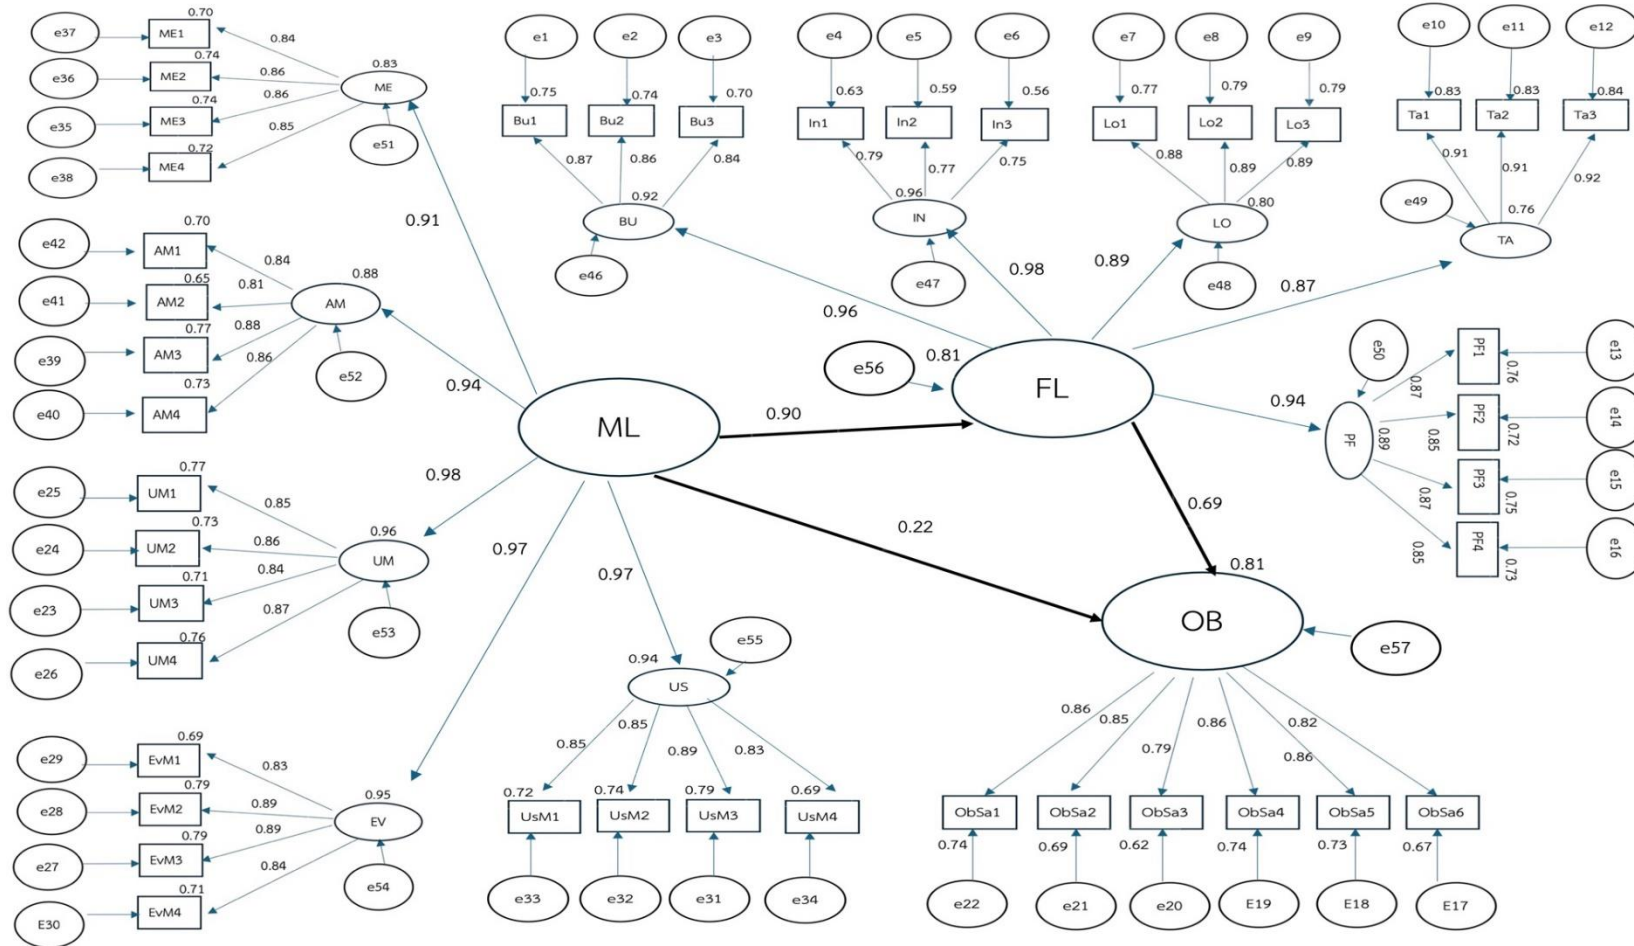 e37
0.70
ME1
0.84
e36
0.74
ME2
0.86
0.83
ME
e35
0.74
ME3
0.86
e38
0.72
ME4
0.85
e51
0.91
e42
0.70
AM1
0.84
e41
0.65
AM2
0.81
0.88
AM
e39
0.77
AM3
0.88
e40
0.73
AM4
0.86
e52
0.94
e25
0.77
UM1
0.85
e24
0.73
UM2
0.86
0.96
UM
e23
0.71
UM3
0.84
e26
0.76
UM4
0.87
e53
0.98
e29
0.69
EvM1
0.83
e28
0.79
EvM2
0.89
0.95
EV
e27
0.79
EvM3
0.89
E30
0.71
EvM4
0.84
e54
0.97
e1 e2 e3
0.75 0.74 0.70
Bu1 Bu2 Bu3
0.87 0.86 0.84
0.92
BU
e46
0.96
e4 e5 e6
0.63 0.59 0.56
In1 In2 In3
0.79 0.77 0.75
0.96
IN
e47
0.98
e7 e8 e9
0.77 0.79 0.79
Lo1 Lo2 Lo3
0.88 0.89 0.89
0.80
LO
e48
0.89
e10 e11 e12
0.83 0.83 0.84
Ta1 Ta2 Ta3
0.91 0.91 0.92
e49
0.76
TA
0.87
e56
0.81
FL
ML
0.90
0.94
e50
PF
0.89
PF1
0.87
0.76
e13
PF2
0.85
0.72
e14
PF3
0.87
0.75
e15
PF4
0.85
0.73
e16
0.69
0.22
0.81
OB
e57
0.97
e55
0.94
US
0.85 0.85 0.89 0.83
0.72 0.74 0.79 0.69
UsM1 UsM2 UsM3 UsM4
e33 e32 e31 e34
0.86 0.85 0.79 0.86 0.86 0.82
ObSa1 ObSa2 ObSa3 ObSa4 ObSa5 ObSa6
0.74 0.69 0.62 0.74 0.73 0.67
e22 e21 e20 E19 E18 E17